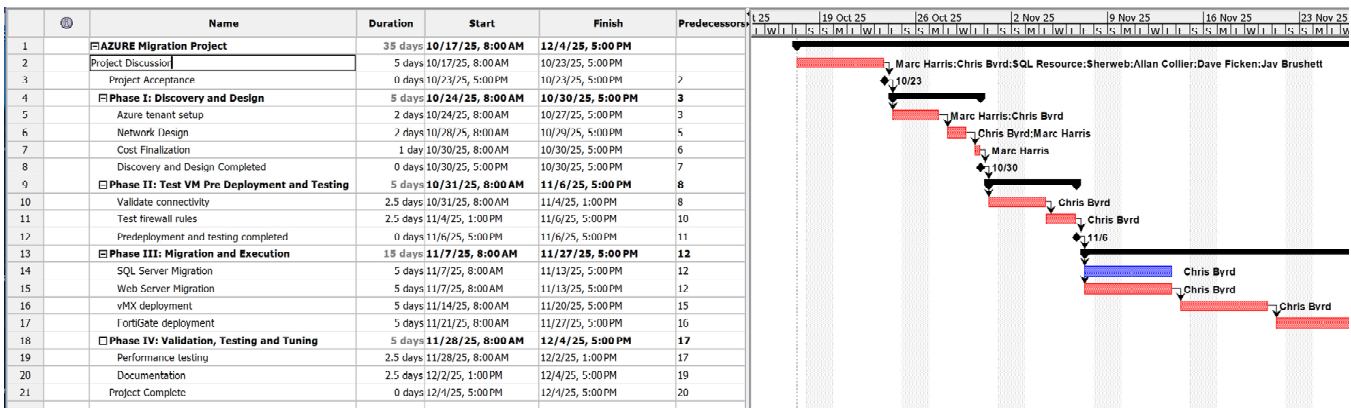 Name Duration Start Finish Predecessors t 25 19 Oct 25 26 Oct 25 2 Nov 25 9 Nov 25 16 Nov 25 23 Nov 25
1 AZURE Migration Project 35 days 10/17/25, 8:00 AM 12/4/25, 5:00 PM
2 Project Discussion 5 days 10/17/25, 8:00 AM 10/23/25, 5:00 PM Marc Harris;Chris Byrd;SQL Resource;Sherweb;Allan Collier;Dave Ficken;Jay Brushett
3 Project Acceptance 0 days 10/23/25, 5:00 PM 10/23/25, 5:00 PM 2 10/23
4 Phase I: Discovery and Design 5 days 10/24/25, 8:00 AM 10/30/25, 5:00 PM 3
5 Azure tenant setup 2 days 10/24/25, 8:00 AM 10/27/25, 5:00 PM 3 Marc Harris;Chris Byrd
6 Network Design 2 days 10/28/25, 8:00 AM 10/29/25, 5:00 PM 5 Chris Byrd;Marc Harris
7 Cost Finalization 1 day 10/30/25, 8:00 AM 10/30/25, 5:00 PM 6 Marc Harris
8 Discovery and Design Completed 0 days 10/30/25, 5:00 PM 10/30/25, 5:00 PM 7 10/30
9 Phase II: Test VM Pre Deployment and Testing 5 days 10/31/25, 8:00 AM 11/6/25, 5:00 PM 8
10 Validate connectivity 2.5 days 10/31/25, 8:00 AM 11/4/25, 1:00 PM 8 Chris Byrd
11 Test firewall rules 2.5 days 11/4/25, 1:00 PM 11/6/25, 5:00 PM 10 Chris Byrd
12 Predeployment and testing completed 0 days 11/6/25, 5:00 PM 11/6/25, 5:00 PM 11 11/6
13 Phase III: Migration and Execution 15 days 11/7/25, 8:00 AM 11/27/25, 5:00 PM 12
14 SQL Server Migration 5 days 11/7/25, 8:00 AM 11/13/25, 5:00 PM 12 Chris Byrd
15 Web Server Migration 5 days 11/7/25, 8:00 AM 11/13/25, 5:00 PM 12 Chris Byrd
16 vMX deployment 5 days 11/14/25, 8:00 AM 11/20/25, 5:00 PM 15 Chris Byrd
17 FortiGate deployment 5 days 11/21/25, 8:00 AM 11/27/25, 5:00 PM 16
18 Phase IV: Validation, Testing and Tuning 5 days 11/28/25, 8:00 AM 12/4/25, 5:00 PM 17
19 Performance testing 2.5 days 11/28/25, 8:00 AM 12/2/25, 1:00 PM 17
20 Documentation 2.5 days 12/2/25, 1:00 PM 12/4/25, 5:00 PM 19
21 Project Complete 0 days 12/4/25, 5:00 PM 12/4/25, 5:00 PM 20